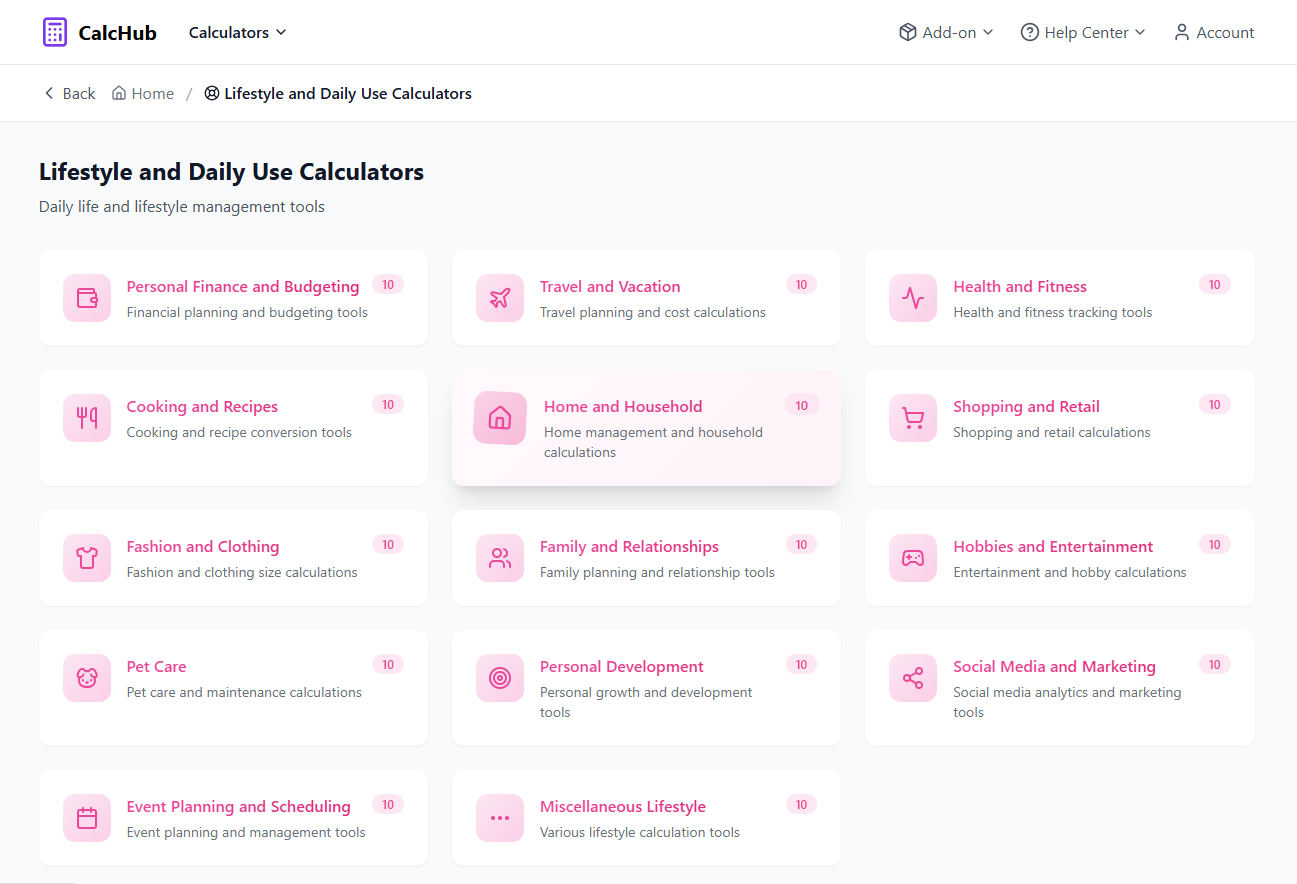 CalcHub
Calculators
Add-on
Help Center
Account
Back
Home
/
Lifestyle and Daily Use Calculators
Lifestyle and Daily Use Calculators
Daily life and lifestyle management tools
Personal Finance and Budgeting
10
Financial planning and budgeting tools
Travel and Vacation
10
Travel planning and cost calculations
Health and Fitness
10
Health and fitness tracking tools
Cooking and Recipes
10
Cooking and recipe conversion tools
Home and Household
10
Home management and household
calculations
Shopping and Retail
10
Shopping and retail calculations
Fashion and Clothing
10
Fashion and clothing size calculations
Family and Relationships
10
Family planning and relationship tools
Hobbies and Entertainment
10
Entertainment and hobby calculations
Pet Care
10
Pet care and maintenance calculations
Personal Development
10
Personal growth and development
tools
Social Media and Marketing
10
Social media analytics and marketing
tools
Event Planning and Scheduling
10
Event planning and management tools
Miscellaneous Lifestyle
10
Various lifestyle calculation tools